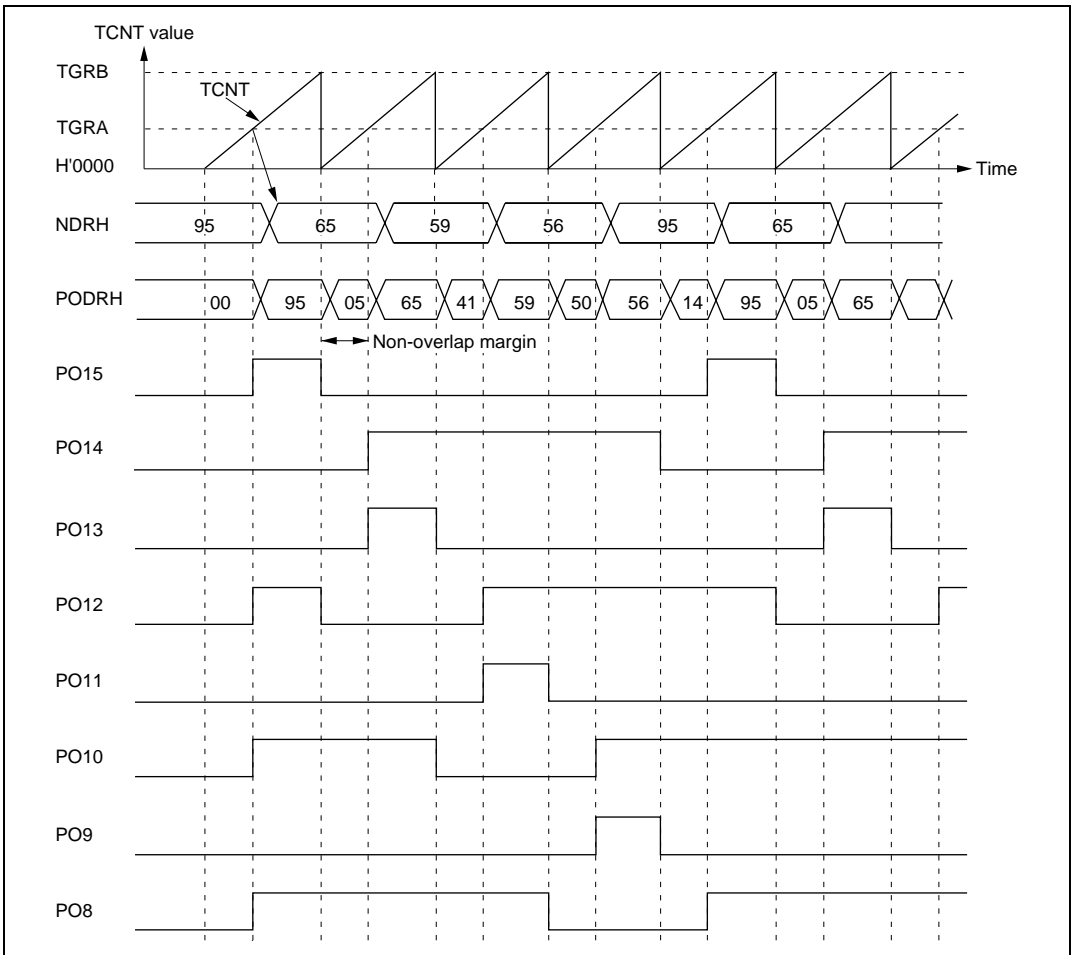 TCNT value
TGRB
TCNT
TGRA
H'0000
Time
NDRH 95 65 59 56 95 65
PODRH 00 95 05 65 41 59 50 56 14 95 05 65
Non-overlap margin
PO15
PO14
PO13
PO12
PO11
PO10
PO9
PO8